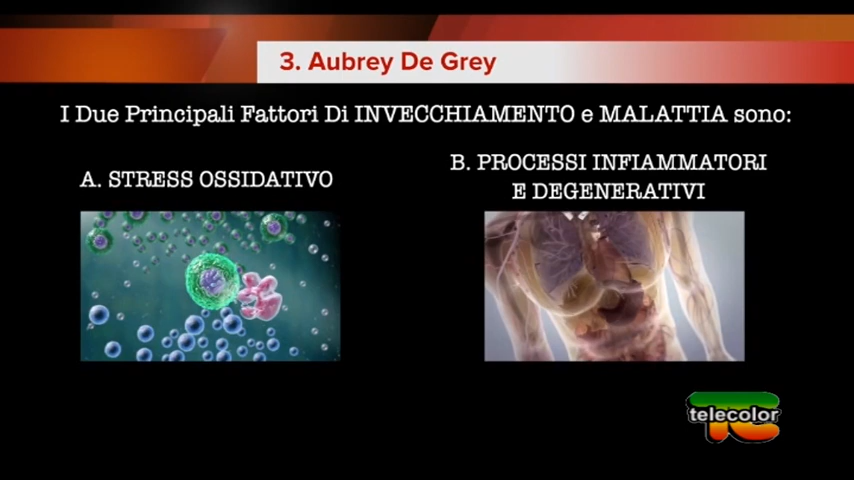 3. Aubrey De Grey
I Due Principali Fattori Di INVECCHIAMENTO e MALATTIA sono:
A. STRESS OSSIDATIVO
B. PROCESSI INFIAMMATORI
E DEGENERATIVI
telecolor